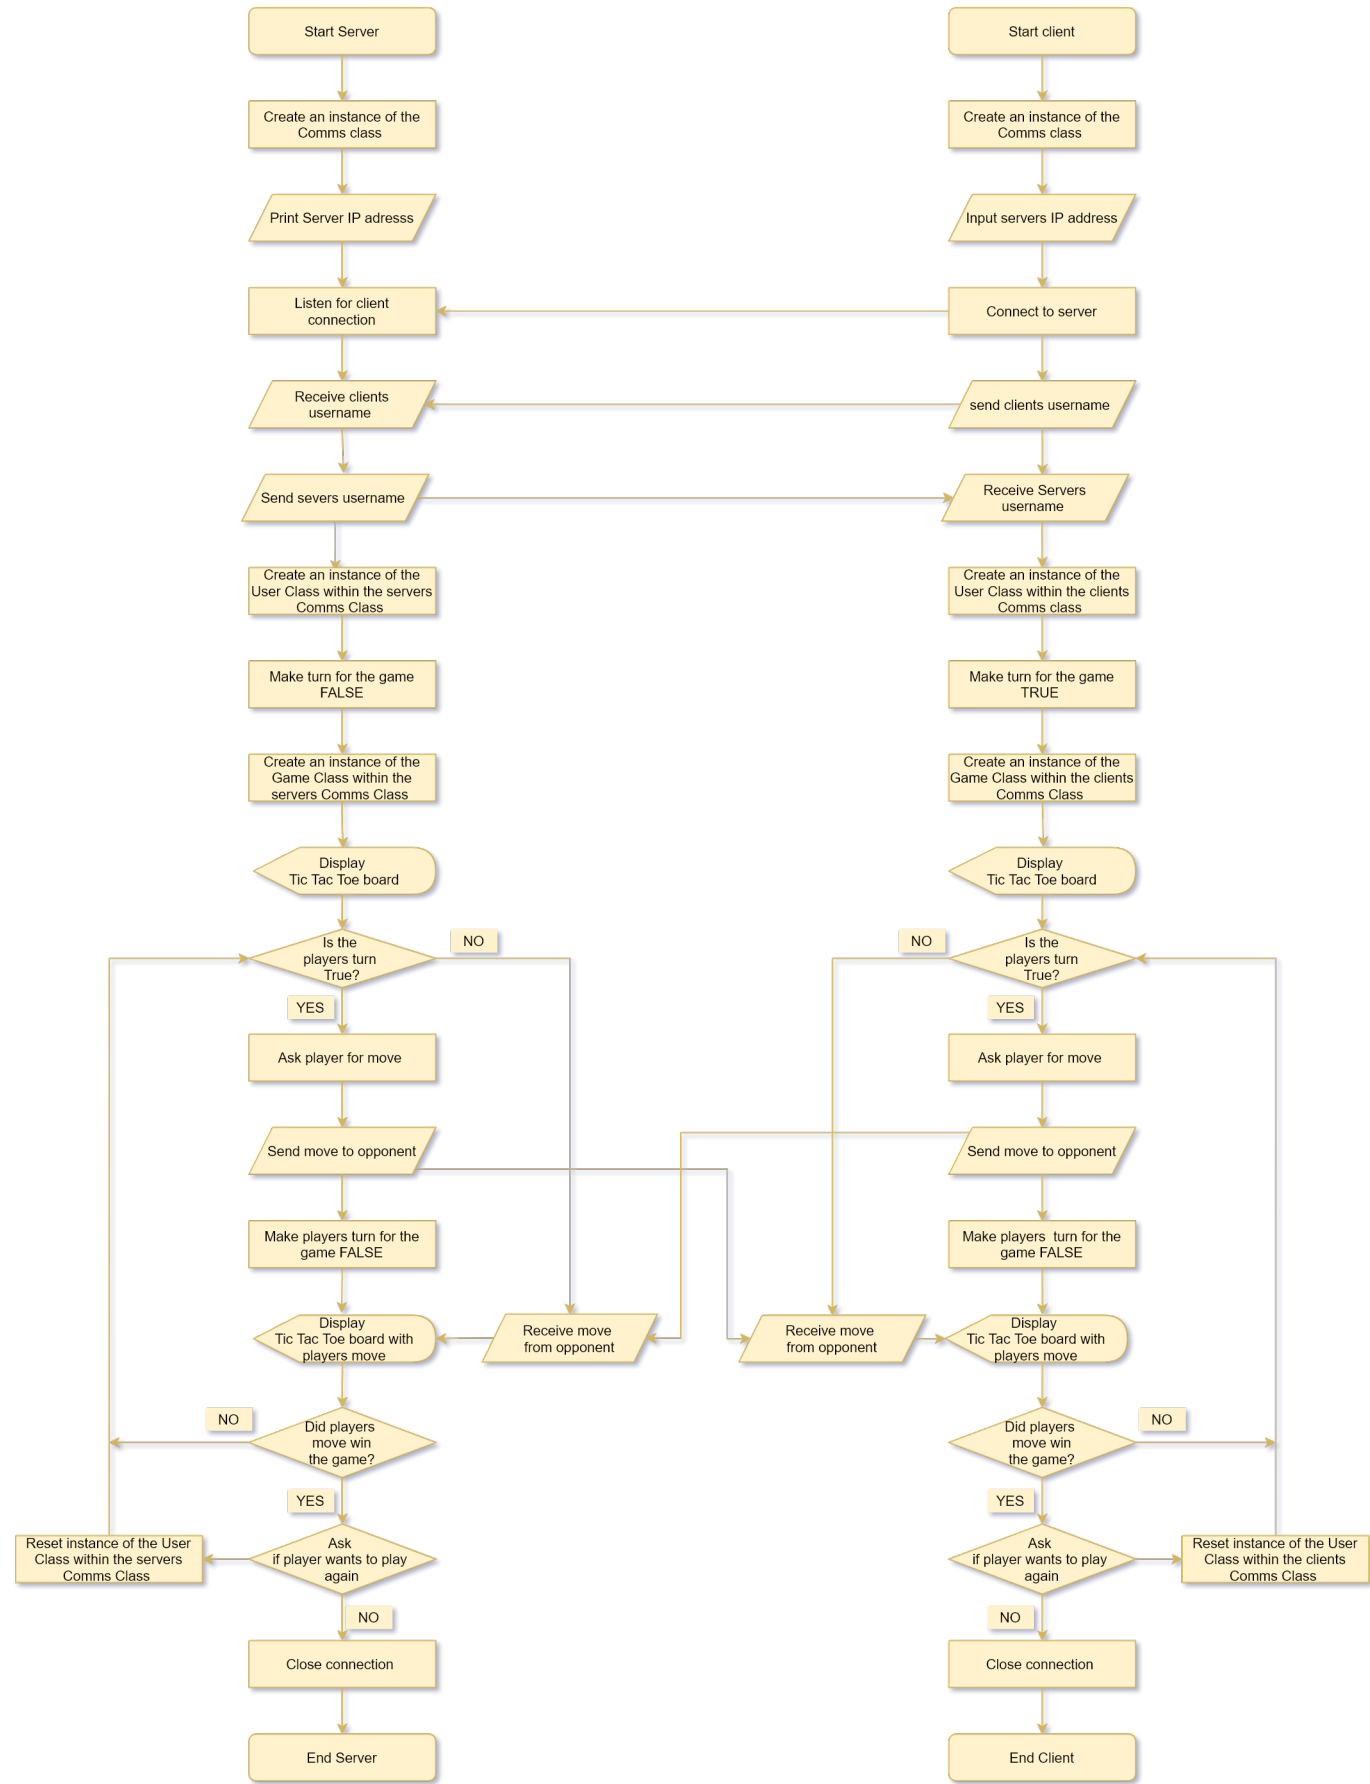 Start Server
Start client
Create an instance of the
Comms class
Create an instance of the
Comms class
Print Server IP adresss
Input servers IP address
Listen for client
connection
Connect to server
Receive clients
username
send clients username
Send severs username
Receive Servers
username
Create an instance of the
User Class within the servers
Comms Class
Create an instance of the
User Class within the clients
Comms class
Make turn for the game
FALSE
Make turn for the game
TRUE
Create an instance of the
Game Class within the
servers Comms Class
Create an instance of the
Game Class within the clients
Comms Class
Display
Tic Tac Toe board
Display
Tic Tac Toe board
Is the
players turn
True?
NO
NO
Is the
players turn
True?
YES
YES
Ask player for move
Ask player for move
Send move to opponent
Send move to opponent
Make players turn for the
game FALSE
Make players turn for the
game FALSE
Display
Tic Tac Toe board with
players move
Receive move
from opponent
Receive move
from opponent
Display
Tic Tac Toe board with
players move
NO
Did players
move win
the game?
Did players
move win
the game?
NO
YES
YES
Reset instance of the User
Class within the servers
Comms Class
Ask
if player wants to play
again
Ask
if player wants to play
again
Reset instance of the User
Class within the clients
Comms Class
NO
NO
Close connection
Close connection
End Server
End Client